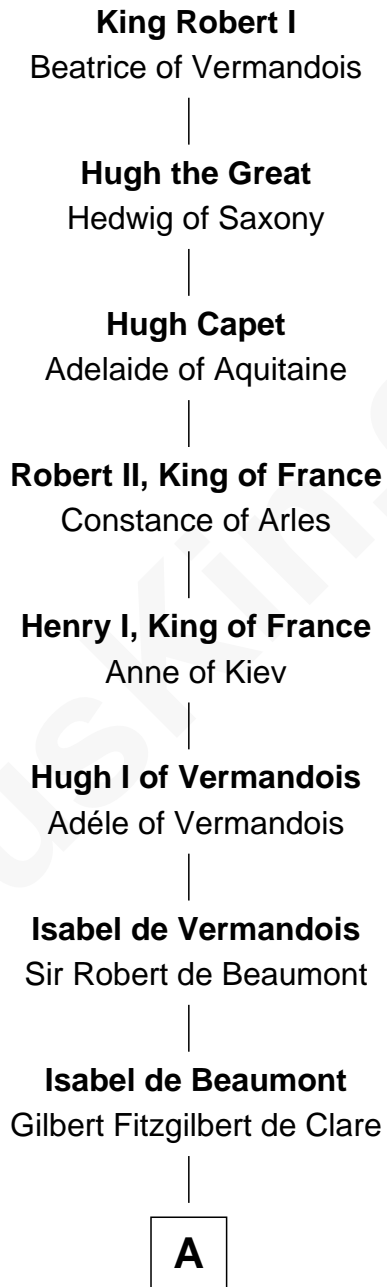 King Robert I
Beatrice of Vermandois
Hugh the Great
Hedwig of Saxony
Hugh Capet
Adelaide of Aquitaine
Robert II, King of France
Constance of Arles
Henry I, King of France
Anne of Kiev
Hugh I of Vermandois
Adéle of Vermandois
Isabel de Vermandois
Sir Robert de Beaumont
Isabel de Beaumont
Gilbert Fitzgilbert de Clare
A